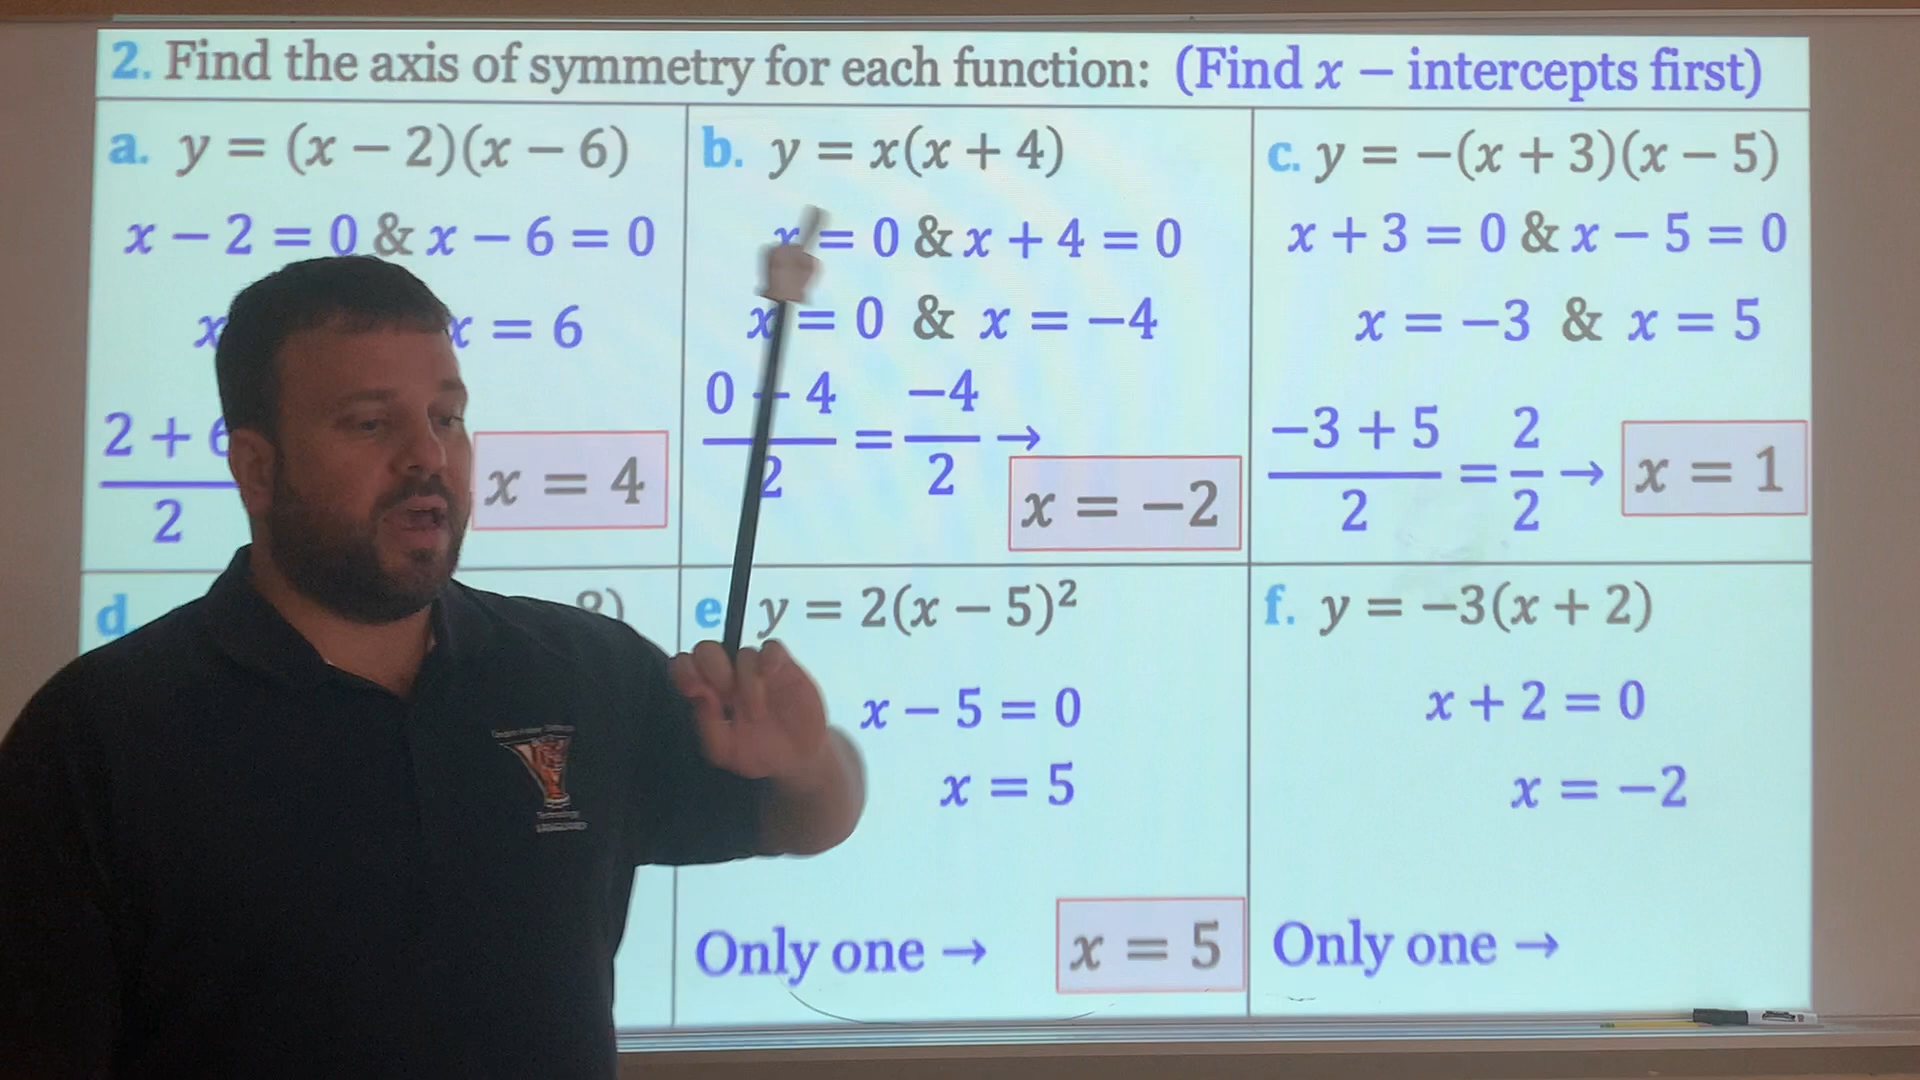 2. Find the axis of symmetry for each function: (Find x – intercepts first)
a. y = (x − 2)(x − 6)
x − 2 = 0 & x − 6 = 0
x = 6
2 + 6
2
x = 4
b. y = x(x + 4)
x = 0 & x + 4 = 0
x = 0 & x = −4
0 − 4
2
= −4
2
→
x = −2
c. y = −(x + 3)(x − 5)
x + 3 = 0 & x − 5 = 0
x = −3 & x = 5
−3 + 5
2
= 2
2
→ x = 1
d.
8)
e. y = 2(x − 5)²
x − 5 = 0
x = 5
Only one → x = 5
f. y = −3(x + 2)
x + 2 = 0
x = −2
Only one →